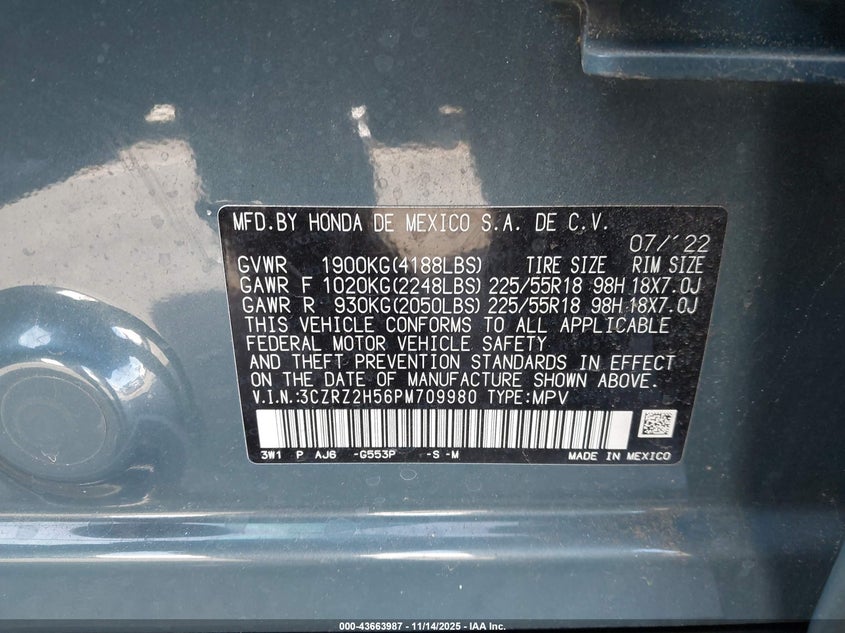 MFD.BY HONDA DE MEXICO S.A. DE C.V.
07/'22
GVWR 1900KG(4188LBS) TIRE SIZE RIM SIZE
GAWR F 1020KG(2248LBS) 225/55R18 98H 18X7.0J
GAWR R 930KG(2050LBS) 225/55R18 98H 18X7.0J
THIS VEHICLE CONFORMS TO ALL APPLICABLE
FEDERAL MOTOR VEHICLE SAFETY
AND THEFT PREVENTION STANDARDS IN EFFECT
ON THE DATE OF MANUFACTURE SHOWN ABOVE.
V.I.N.:3CZRZ2H56PM709980 TYPE:MPV
3W1 P AJ6 -G553P -S -M MADE IN MEXICO
000-43663987 - 11/14/2025 - IAA Inc.